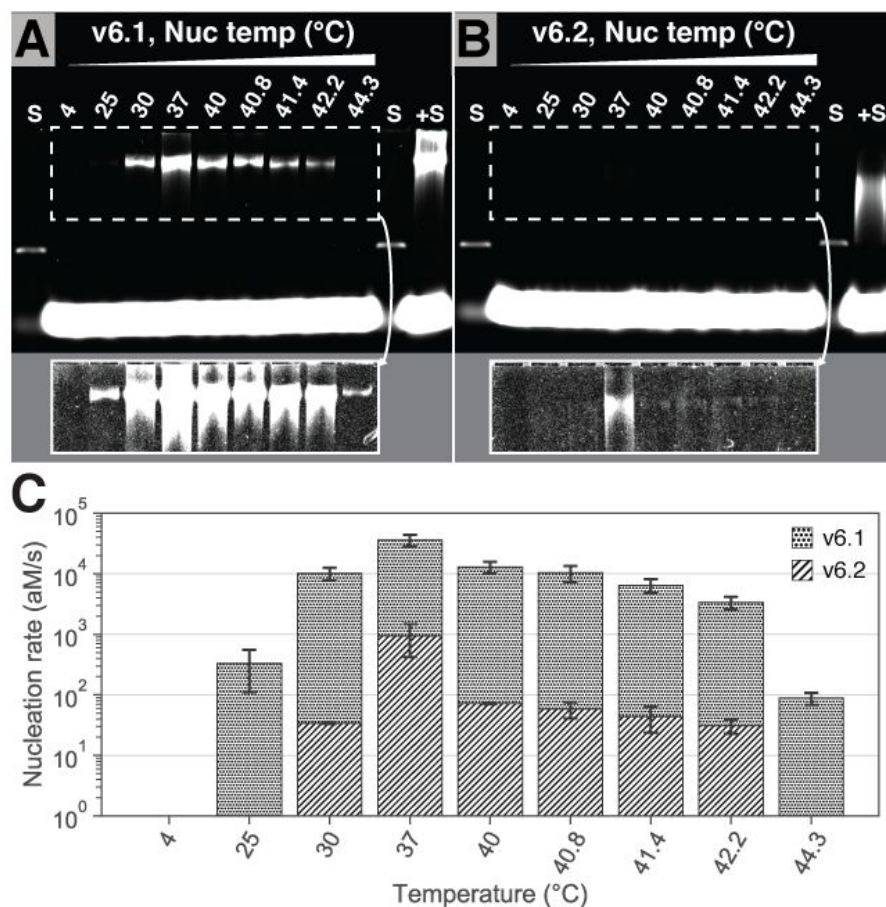 A
v6.1, Nuc temp (°C)
S 4 25 30 37 40 40.8 41.4 42.2 44.3 S +S
B
v6.2, Nuc temp (°C)
S 4 25 30 37 40 40.8 41.4 42.2 44.3 S +S
C
Nucleation rate (aM/s)
10^5
10^4
10^3
10^2
10^1
10^0
v6.1
v6.2
4 25 30 37 40 40.8 41.4 42.2 44.3
Temperature (°C)